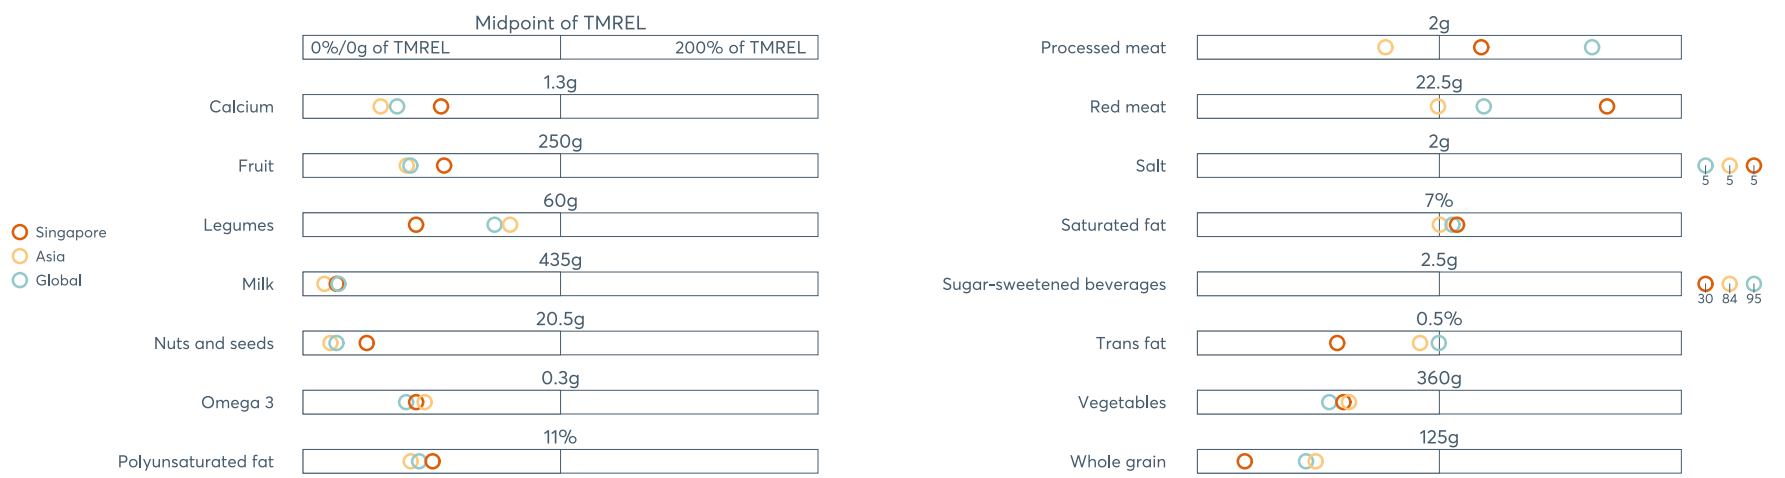 Midpoint of TMREL
0%/0g of TMREL 200% of TMREL
1.3g
Calcium
250g
Fruit
60g
Legumes
435g
Milk
20.5g
Nuts and seeds
0.3g
Omega 3
11%
Polyunsaturated fat
Singapore
Asia
Global
2g
Processed meat
22.5g
Red meat
2g
Salt
5 5 5
7%
Saturated fat
2.5g
Sugar-sweetened beverages
30 84 95
0.5%
Trans fat
360g
Vegetables
125g
Whole grain